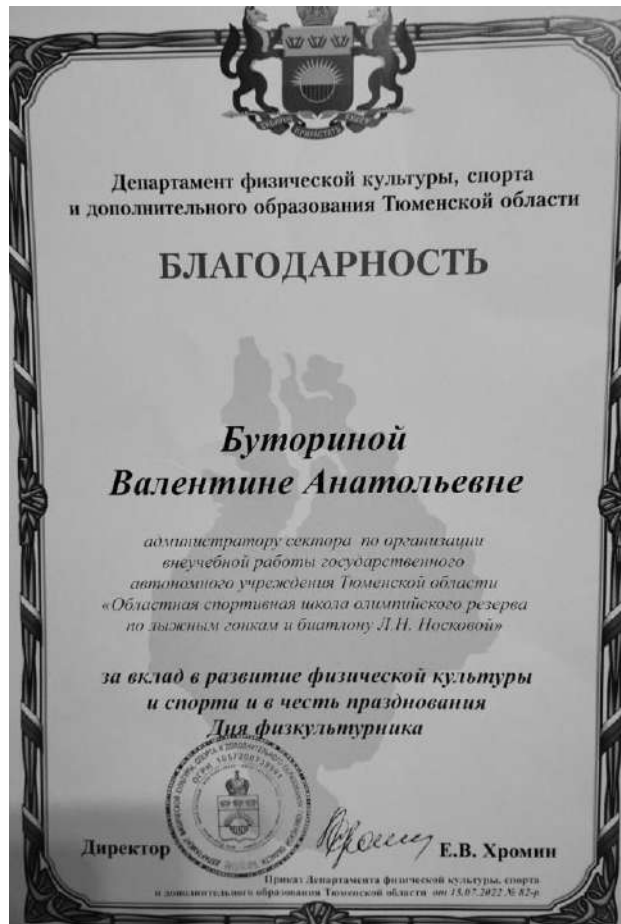 Департамент физической культуры, спорта
и дополнительного образования Тюменской области
БЛАГОДАРНОСТЬ
Буториной
Валентине Анатольевне
администратору сектора по организации
внеучебной работы государственного
автономного учреждения Тюменской области
«Областная спортивная школа олимпийского резерва
по лыжным гонкам и биатлону Л.Н. Носковой»
за вклад в развитие физической культуры
и спорта и в честь празднования
Дня физкультурника
Директор
Е.В. Хромин
Приказ Департамента физической культуры, спорта
и дополнительного образования Тюменской области от 15.07.2022 № 82-р